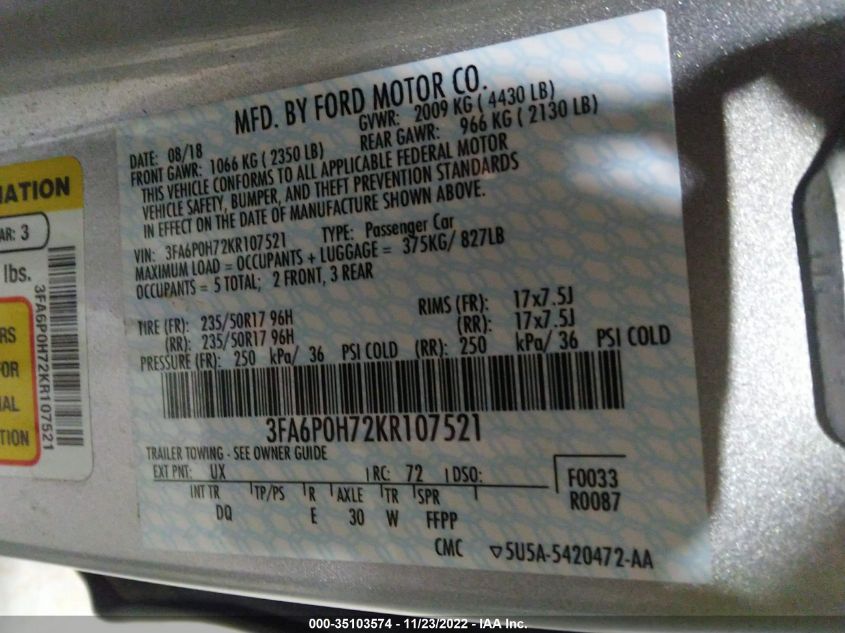 MFD. BY FORD MOTOR CO.
DATE: 08/18 GVWR: 2009 KG ( 4430 LB)
FRONT GAWR: 1066 KG ( 2350 LB) REAR GAWR: 966 KG ( 2130 LB)
THIS VEHICLE CONFORMS TO ALL APPLICABLE FEDERAL MOTOR
VEHICLE SAFETY, BUMPER, AND THEFT PREVENTION STANDARDS
IN EFFECT ON THE DATE OF MANUFACTURE SHOWN ABOVE.
VIN: 3FA6P0H72KR107521 TYPE: Passenger Car
MAXIMUM LOAD = OCCUPANTS + LUGGAGE = 375KG/ 827LB
OCCUPANTS = 5 TOTAL; 2 FRONT, 3 REAR
TIRE (FR): 235/50R17 96H RIMS (FR): 17x7.5J
(RR): 235/50R17 96H (RR): 17x7.5J
PRESSURE (FR): 250 kPa/ 36 PSI COLD (RR): 250 kPa/ 36 PSI COLD
3FA6P0H72KR107521
TRAILER TOWING - SEE OWNER GUIDE
EXT PNT: UX RC: 72 DSO: F0033
INT TR TP/PS R AXLE TR SPR R0087
DQ E 30 W FFPP
CMC ▽5U5A-5420472-AA
MATION
AR: 3
lbs.
3FA6P0H72KR107521
ERS
FOR
AL
TION
000-35103574 - 11/23/2022 - IAA Inc.